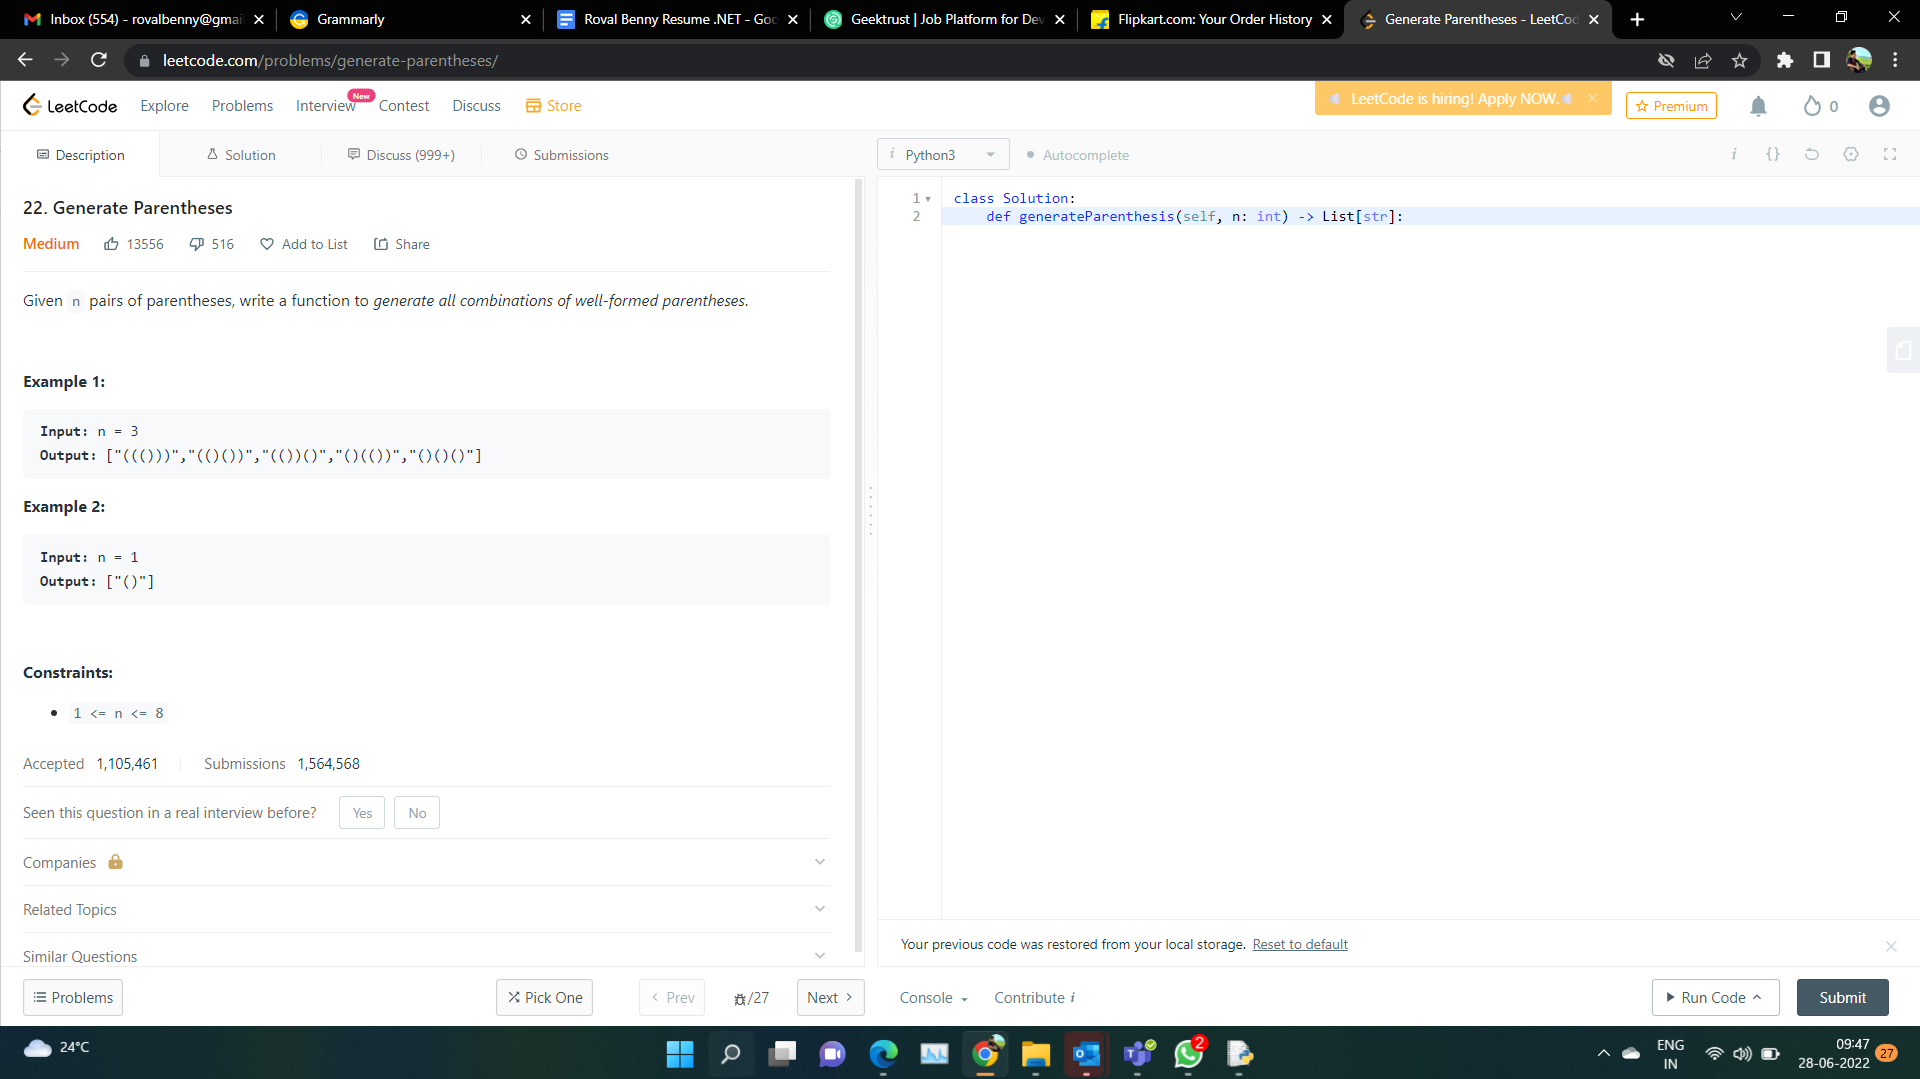 Inbox (554) - rovalbenny@gmai
Grammarly
Roval Benny Resume .NET - Goo
Geektrust | Job Platform for Dev
Flipkart.com: Your Order History
Generate Parentheses - LeetCod
leetcode.com/problems/generate-parentheses/
LeetCode Explore Problems Interview New Contest Discuss Store
LeetCode is hiring! Apply NOW.
Premium
0
Description Solution Discuss (999+) Submissions
i Python3 Autocomplete
i {}
22. Generate Parentheses
Medium 13556 516 Add to List Share
Given n pairs of parentheses, write a function to generate all combinations of well-formed parentheses.
Example 1:
Input: n = 3
Output: ["((()))","(()())","(())()","()(())","()()()"]
Example 2:
Input: n = 1
Output: ["()"]
Constraints:
• 1 <= n <= 8
Accepted 1,105,461 Submissions 1,564,568
Seen this question in a real interview before? Yes No
Companies
Related Topics
Similar Questions
1 class Solution:
2 def generateParenthesis(self, n: int) -> List[str]:
Your previous code was restored from your local storage. Reset to default
Problems Pick One < Prev /27 Next > Console Contribute i Run Code Submit
24°C
2
ENG
IN
09:47
28-06-2022
27